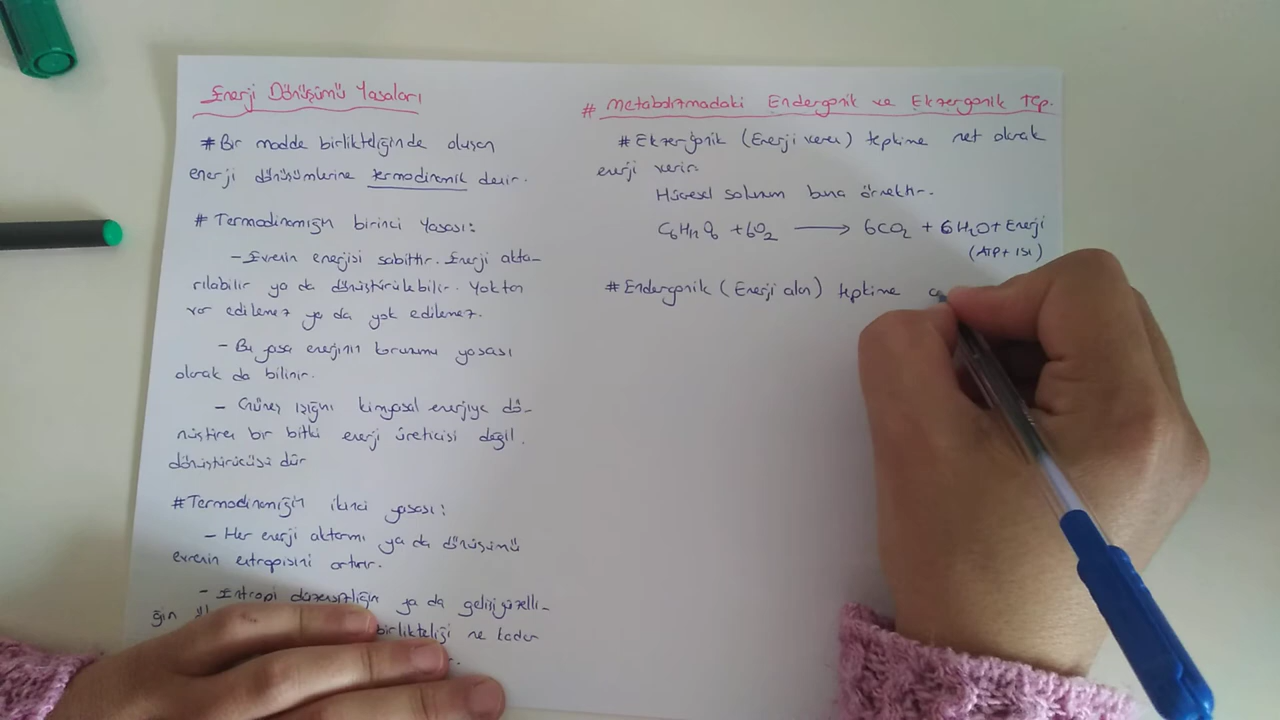 Enerji Dönüşümü Yasaları
# Bir madde birlikteliğinde oluşan
enerji dönüşümlerine termodinamik denir.
# Termodinamiğin birinci Yasası:
- Evrenin enerjisi sabittir. Enerji akta-
rılabilir ya da dönüştürülebilir. Yoktan
var edilemez ya da yok edilemez.
- Bu yasa enerjinin korunumu yasası
olarak da bilinir.
- Güneş ışığını kimyasal enerjiye dö-
nüştüren bir bitki enerji üreticisi değil.
dönüştürücüsü dür
# Termodinamiğin ikinci yasası:
- Her enerji aktarımı ya da dönüşümü
evrenin entropisini artırır.
- Entropi düzensizliğin ya da gelişigüzelli-
ğin
birlikteliği ne kadar
# Metabolizmadaki Endergonik ve Ekzergonik Tep.
# Ekzergonik (Enerji veren) tepkime net olarak
enerji verir.
Hücresel solunum buna örnektir.
C6H12O6 + 6O2 ⟶ 6CO2 + 6H2O + Enerji
(ATP + ISI)
# Endergonik (Enerji alan) tepkime